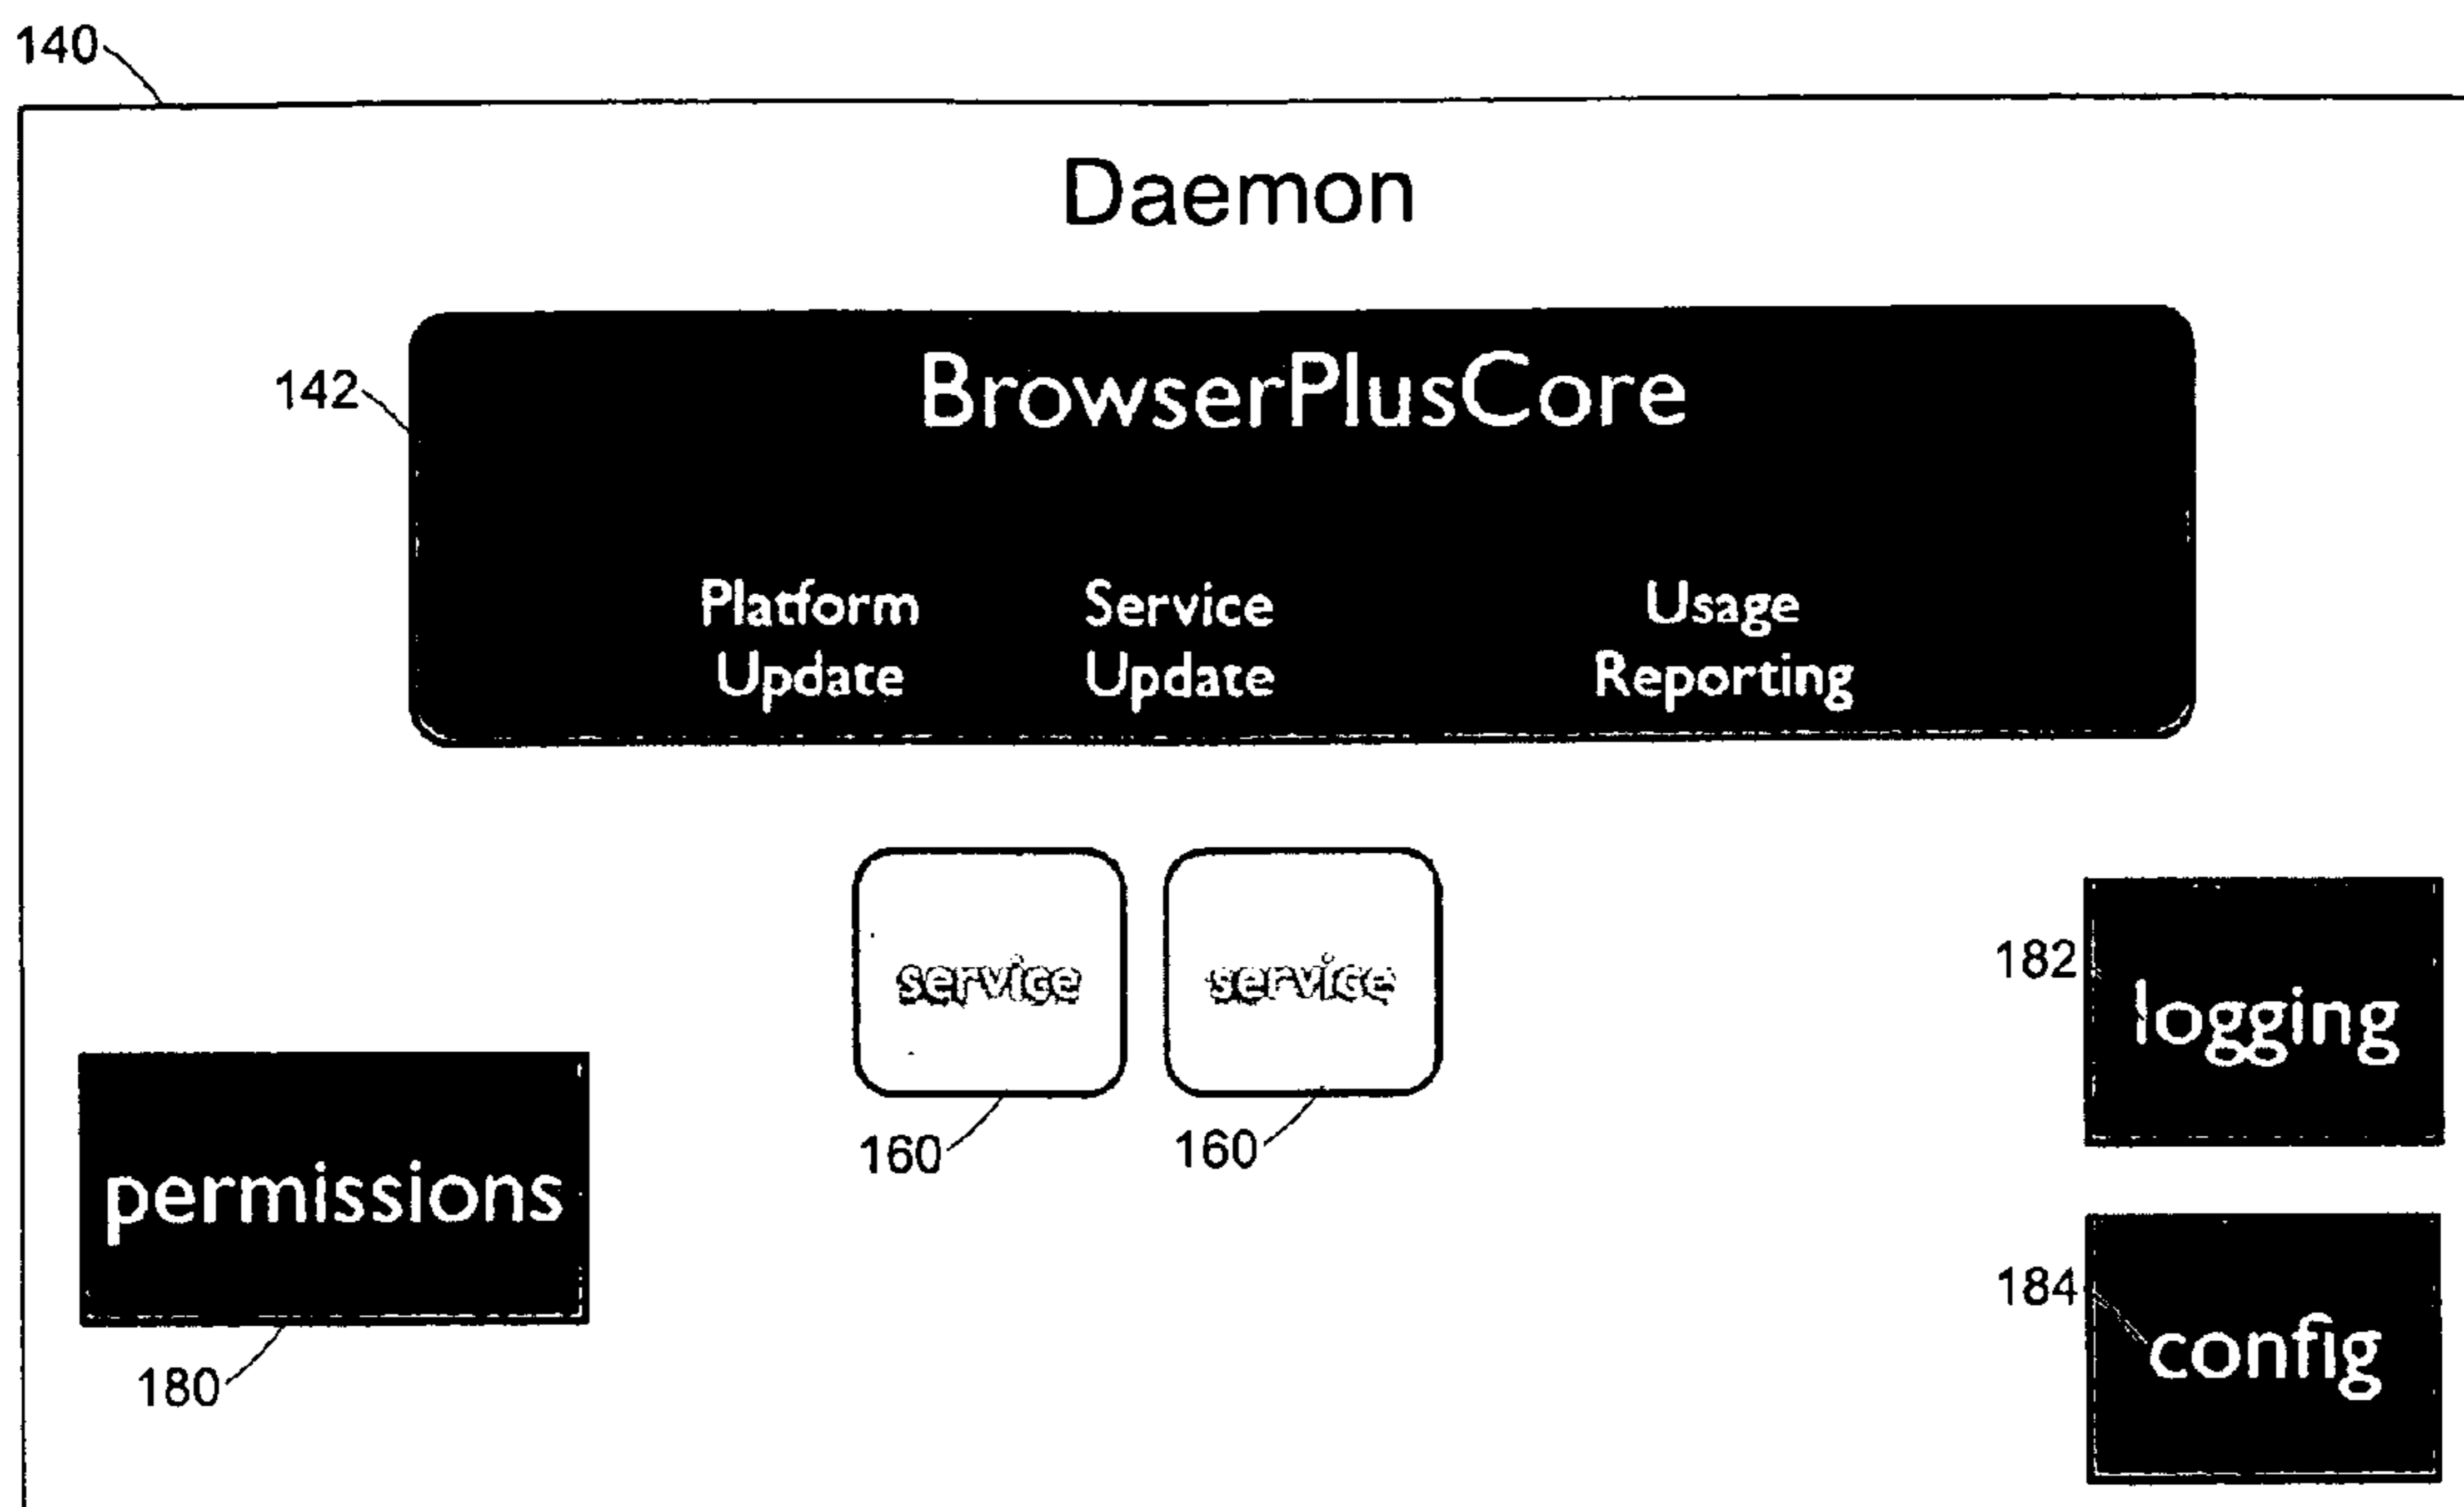 140
Daemon
142
BrowserPlusCore
Platform Update
Service Update
Usage Reporting
service
service
182
logging
160
160
permissions
184
config
180